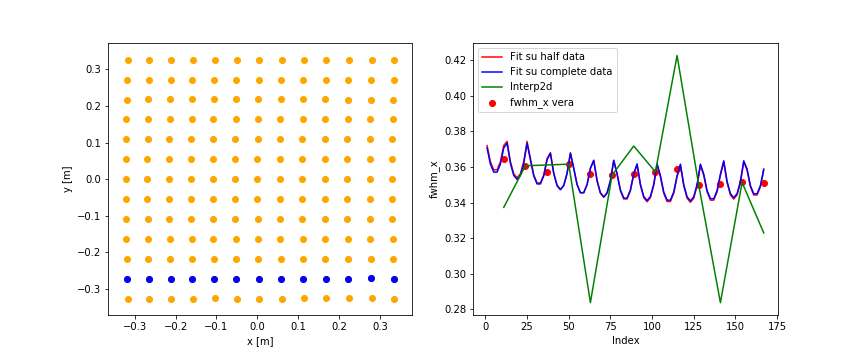 0.3
0.2
0.1
0.0
−0.1
−0.2
−0.3
y [m]
−0.3 −0.2 −0.1 0.0 0.1 0.2 0.3
x [m]
0.42
0.40
0.38
0.36
0.34
0.32
0.30
0.28
fwhm_x
Fit su half data
Fit su complete data
Interp2d
fwhm_x vera
0 25 50 75 100 125 150 175
Index